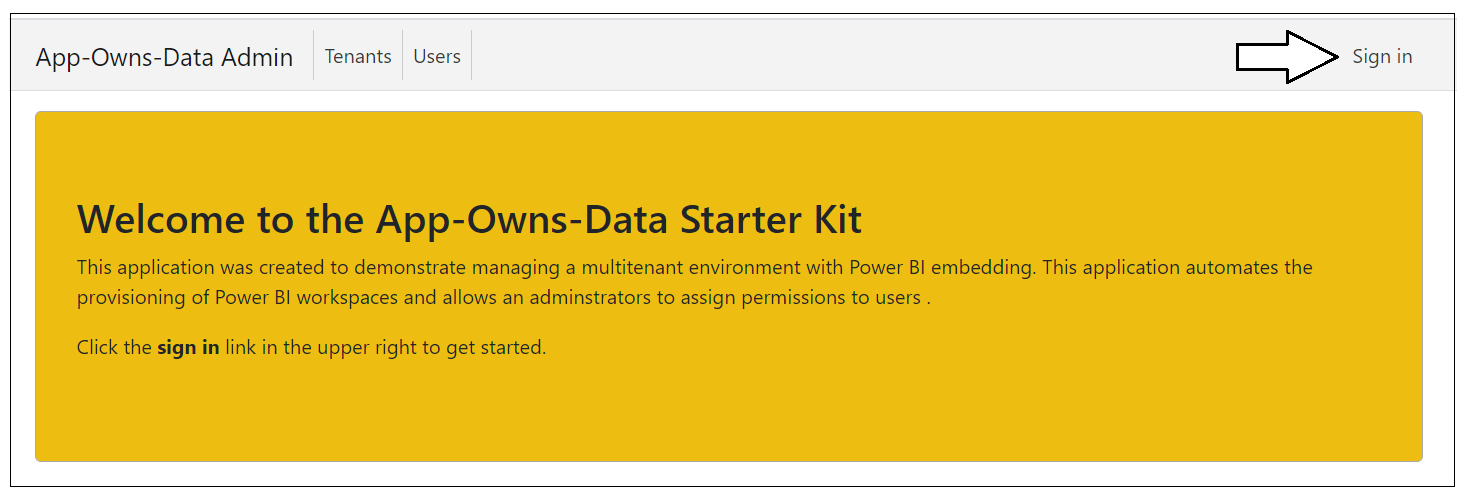 App-Owns-Data Admin Tenants Users Sign in
Welcome to the App-Owns-Data Starter Kit
This application was created to demonstrate managing a multitenant environment with Power BI embedding. This application automates the
provisioning of Power BI workspaces and allows an adminstrators to assign permissions to users .
Click the sign in link in the upper right to get started.